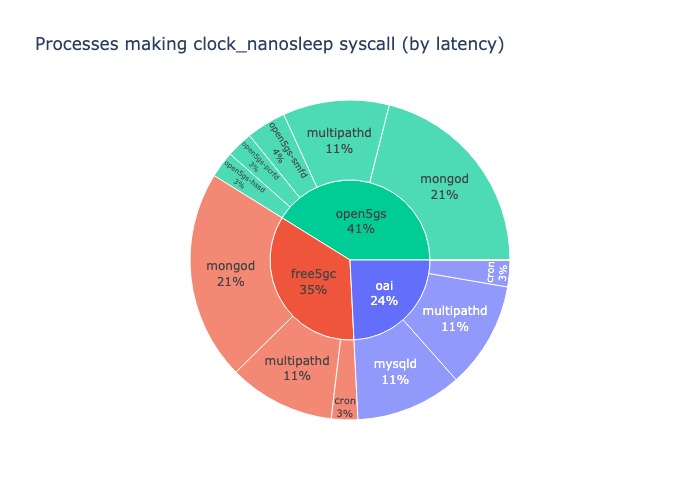 Processes making clock_nanosleep syscall (by latency)
open5gs
41%
mongod
21%
multipathd
11%
open5gs-smfd
4%
open5gs-pcrfd
3%
open5gs-hssd
3%
free5gc
35%
mongod
21%
multipathd
11%
cron
3%
oai
24%
mysqld
11%
multipathd
11%
cron
3%